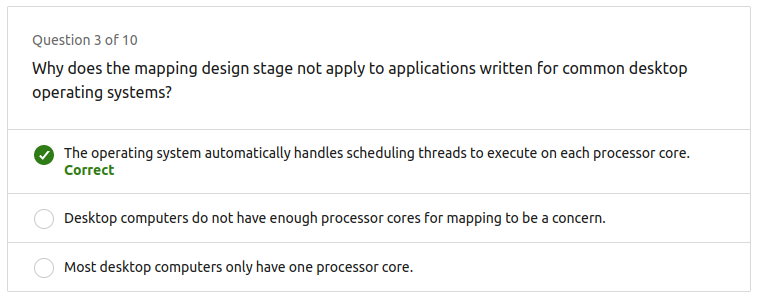 Question 3 of 10
Why does the mapping design stage not apply to applications written for common desktop
operating systems?
The operating system automatically handles scheduling threads to execute on each processor core.
Correct
Desktop computers do not have enough processor cores for mapping to be a concern.
Most desktop computers only have one processor core.